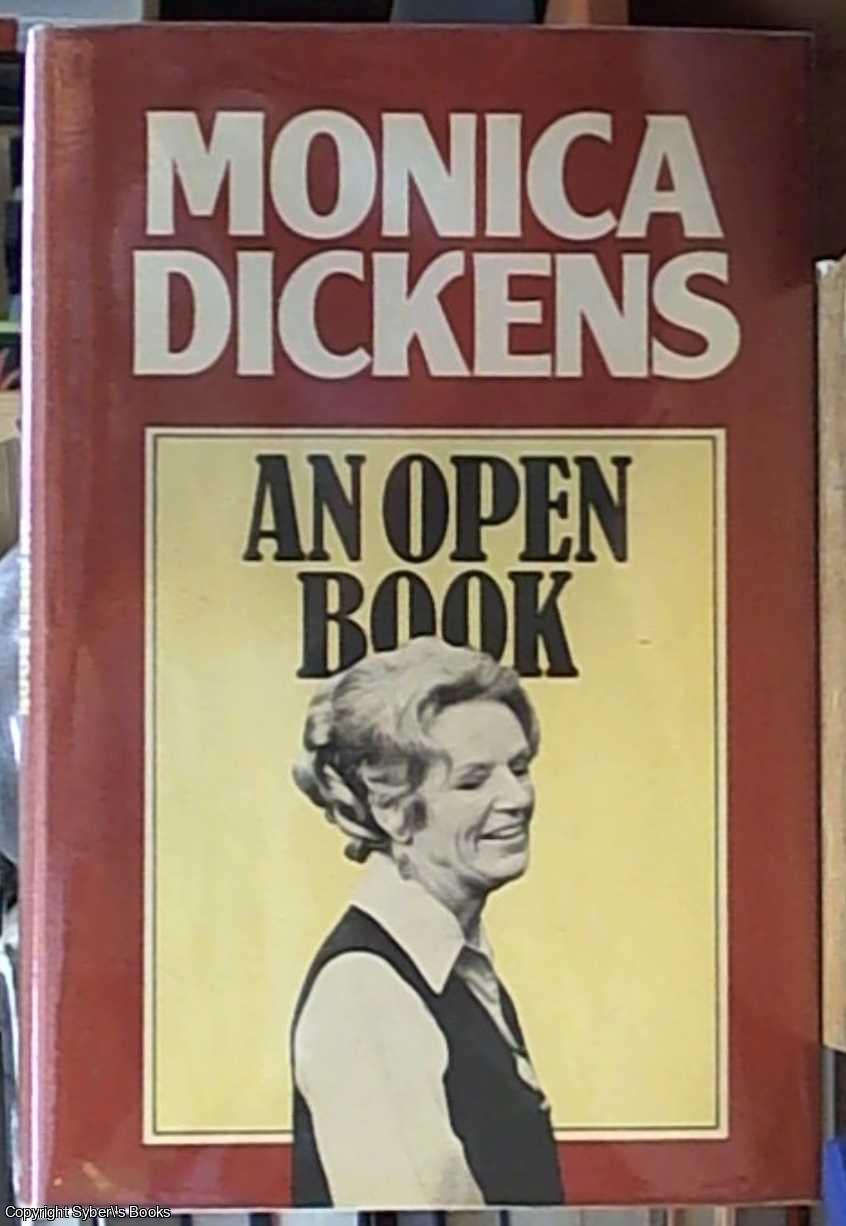 MONICA
DICKENS
AN OPEN
BOOK
Copyright Syber\'s Books